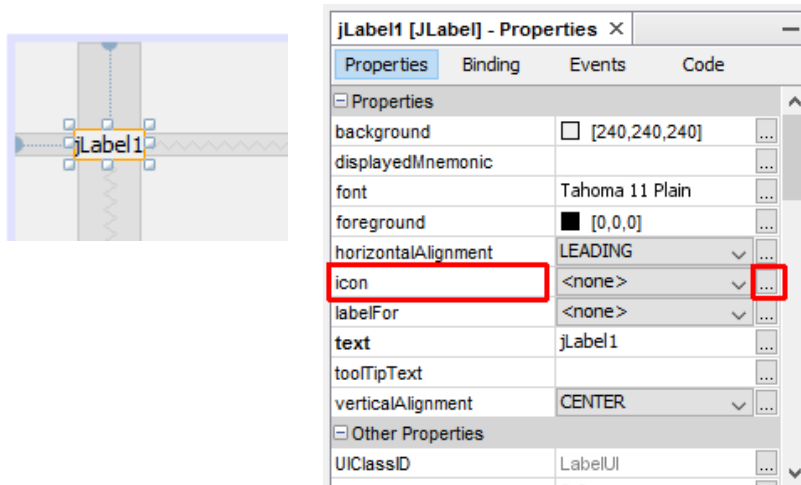 jLabel1
jLabel1 [JLabel] - Properties ×
Properties Binding Events Code
Properties
background [240,240,240] ...
displayedMnemonic ...
font Tahoma 11 Plain ...
foreground [0,0,0] ...
horizontalAlignment LEADING ...
icon <none> ...
labelFor <none> ...
text jLabel1 ...
toolTipText ...
verticalAlignment CENTER ...
Other Properties
UIClassID LabelUI ...